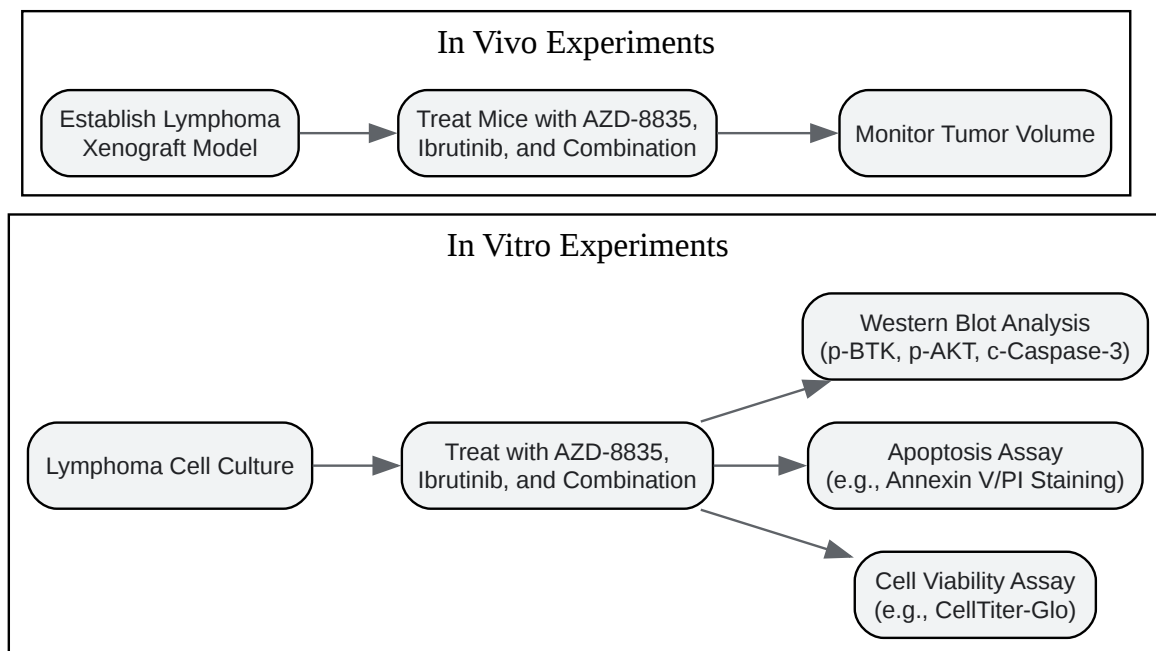 In Vivo Experiments
Establish Lymphoma
Xenograft Model
Treat Mice with AZD-8835,
Ibrutinib, and Combination
Monitor Tumor Volume
In Vitro Experiments
Lymphoma Cell Culture
Treat with AZD-8835,
Ibrutinib, and Combination
Western Blot Analysis
(p-BTK, p-AKT, c-Caspase-3)
Apoptosis Assay
(e.g., Annexin V/PI Staining)
Cell Viability Assay
(e.g., CellTiter-Glo)